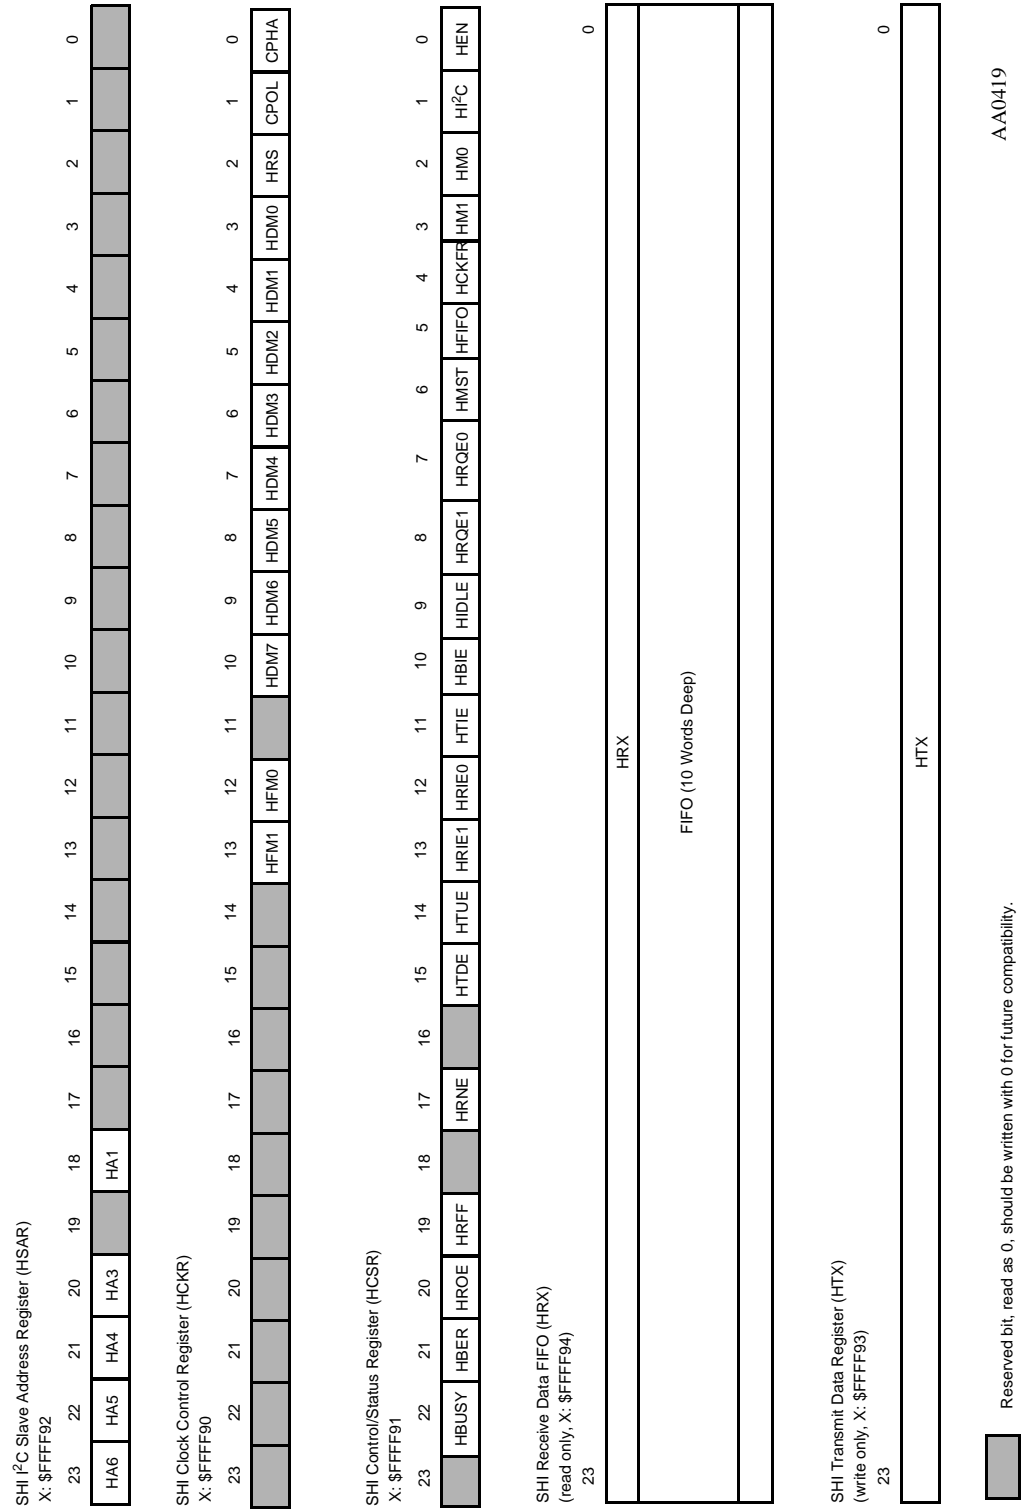 SHI I²C Slave Address Register (HSAR)
X: $FFFF92
23 22 21 20 19 18 17 16 15 14 13 12 11 10 9 8 7 6 5 4 3 2 1 0
HA6 HA5 HA4 HA3 HA1
SHI Clock Control Register (HCKR)
X: $FFFF90
23 22 21 20 19 18 17 16 15 14 13 12 11 10 9 8 7 6 5 4 3 2 1 0
HFM1 HFM0 HDM7 HDM6 HDM5 HDM4 HDM3 HDM2 HDM1 HDM0 HRS CPOL CPHA
SHI Control/Status Register (HCSR)
X: $FFFF91
23 22 21 20 19 18 17 16 15 14 13 12 11 10 9 8 7 6 5 4 3 2 1 0
HBUSY HBER HROE HRFF HRNE HTDE HTUE HRIE1 HRIE0 HTIE HBIE HIDLE HRQE1 HRQE0 HMST HFIFO HCKFR HM1 HM0 HI²C HEN
SHI Receive Data FIFO (HRX)
(read only, X: $FFFF94)
23 0
HRX
FIFO (10 Words Deep)
SHI Transmit Data Register (HTX)
(write only, X: $FFFF93)
23 0
HTX
Reserved bit, read as 0, should be written with 0 for future compatibility.
AA0419